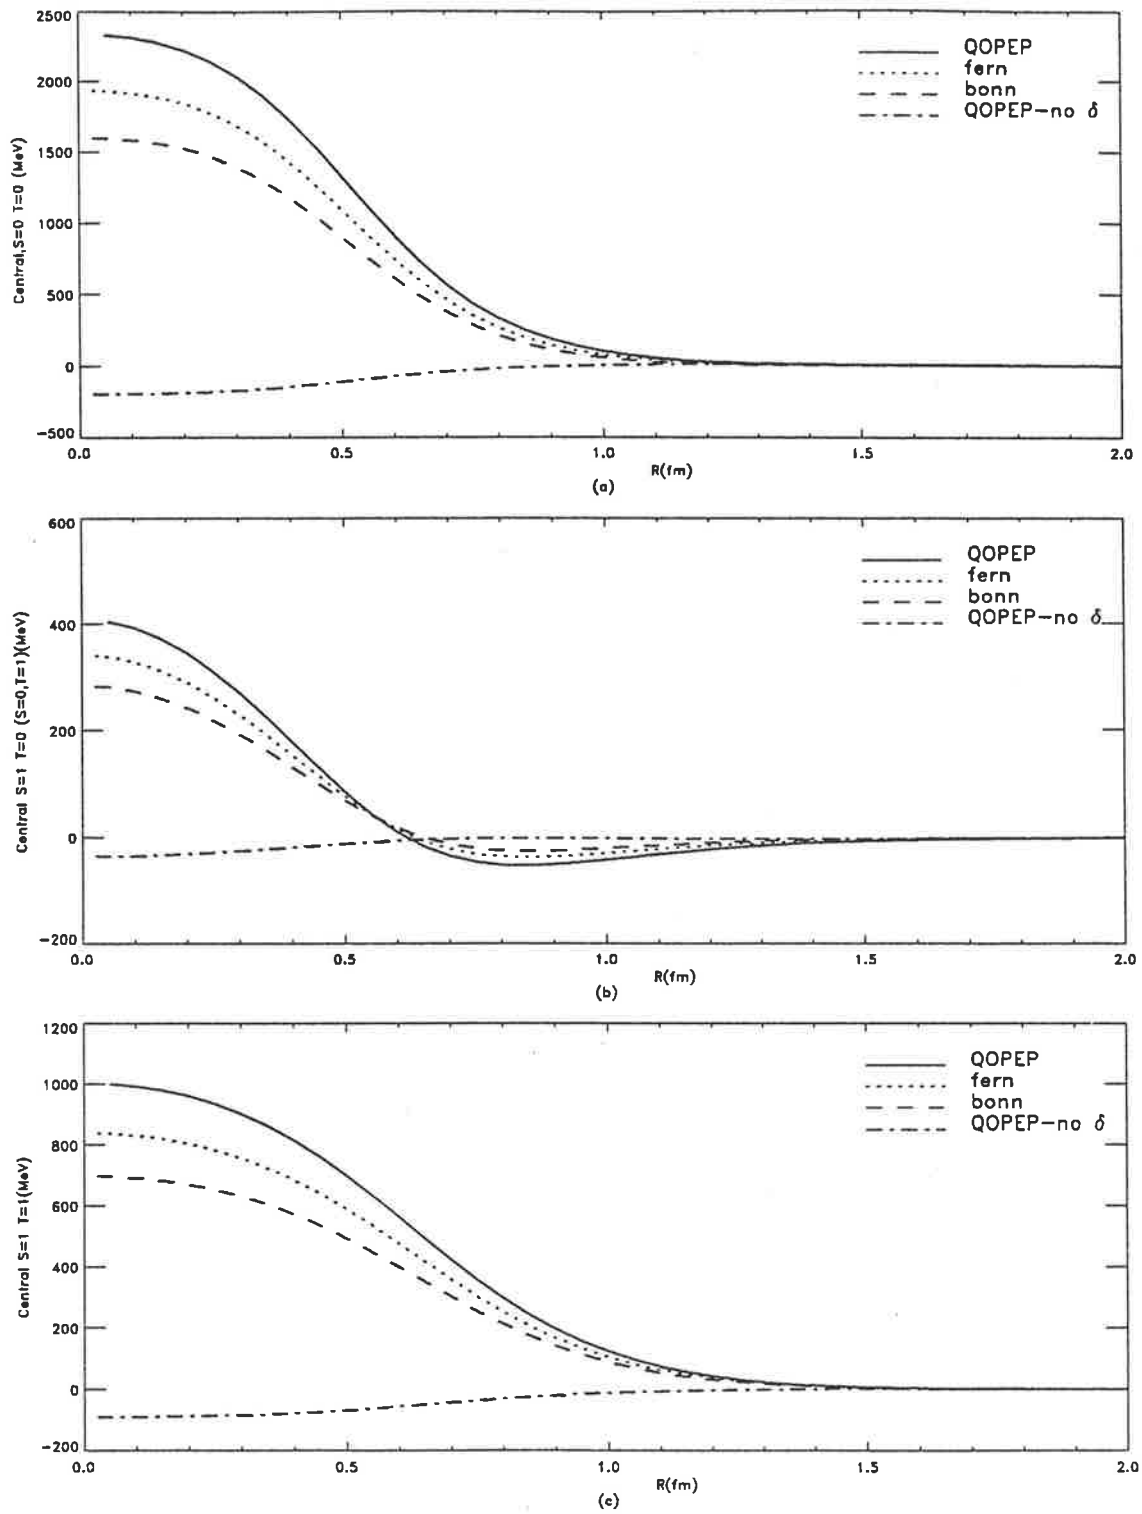 2500
2000
1500
1000
500
0
−500
Central,S=0 T=0 (MeV)
QOPEP
fern
bonn
QOPEP−no δ
0.0
0.5
1.0
1.5
2.0
R(fm)
(a)
600
400
200
0
−200
Central S=1 T=0 (S=0,T=1)(MeV)
QOPEP
fern
bonn
QOPEP−no δ
0.0
0.5
1.0
1.5
2.0
R(fm)
(b)
1200
1000
800
600
400
200
0
−200
Central S=1 T=1(MeV)
QOPEP
fern
bonn
QOPEP−no δ
0.0
0.5
1.0
1.5
2.0
R(fm)
(c)